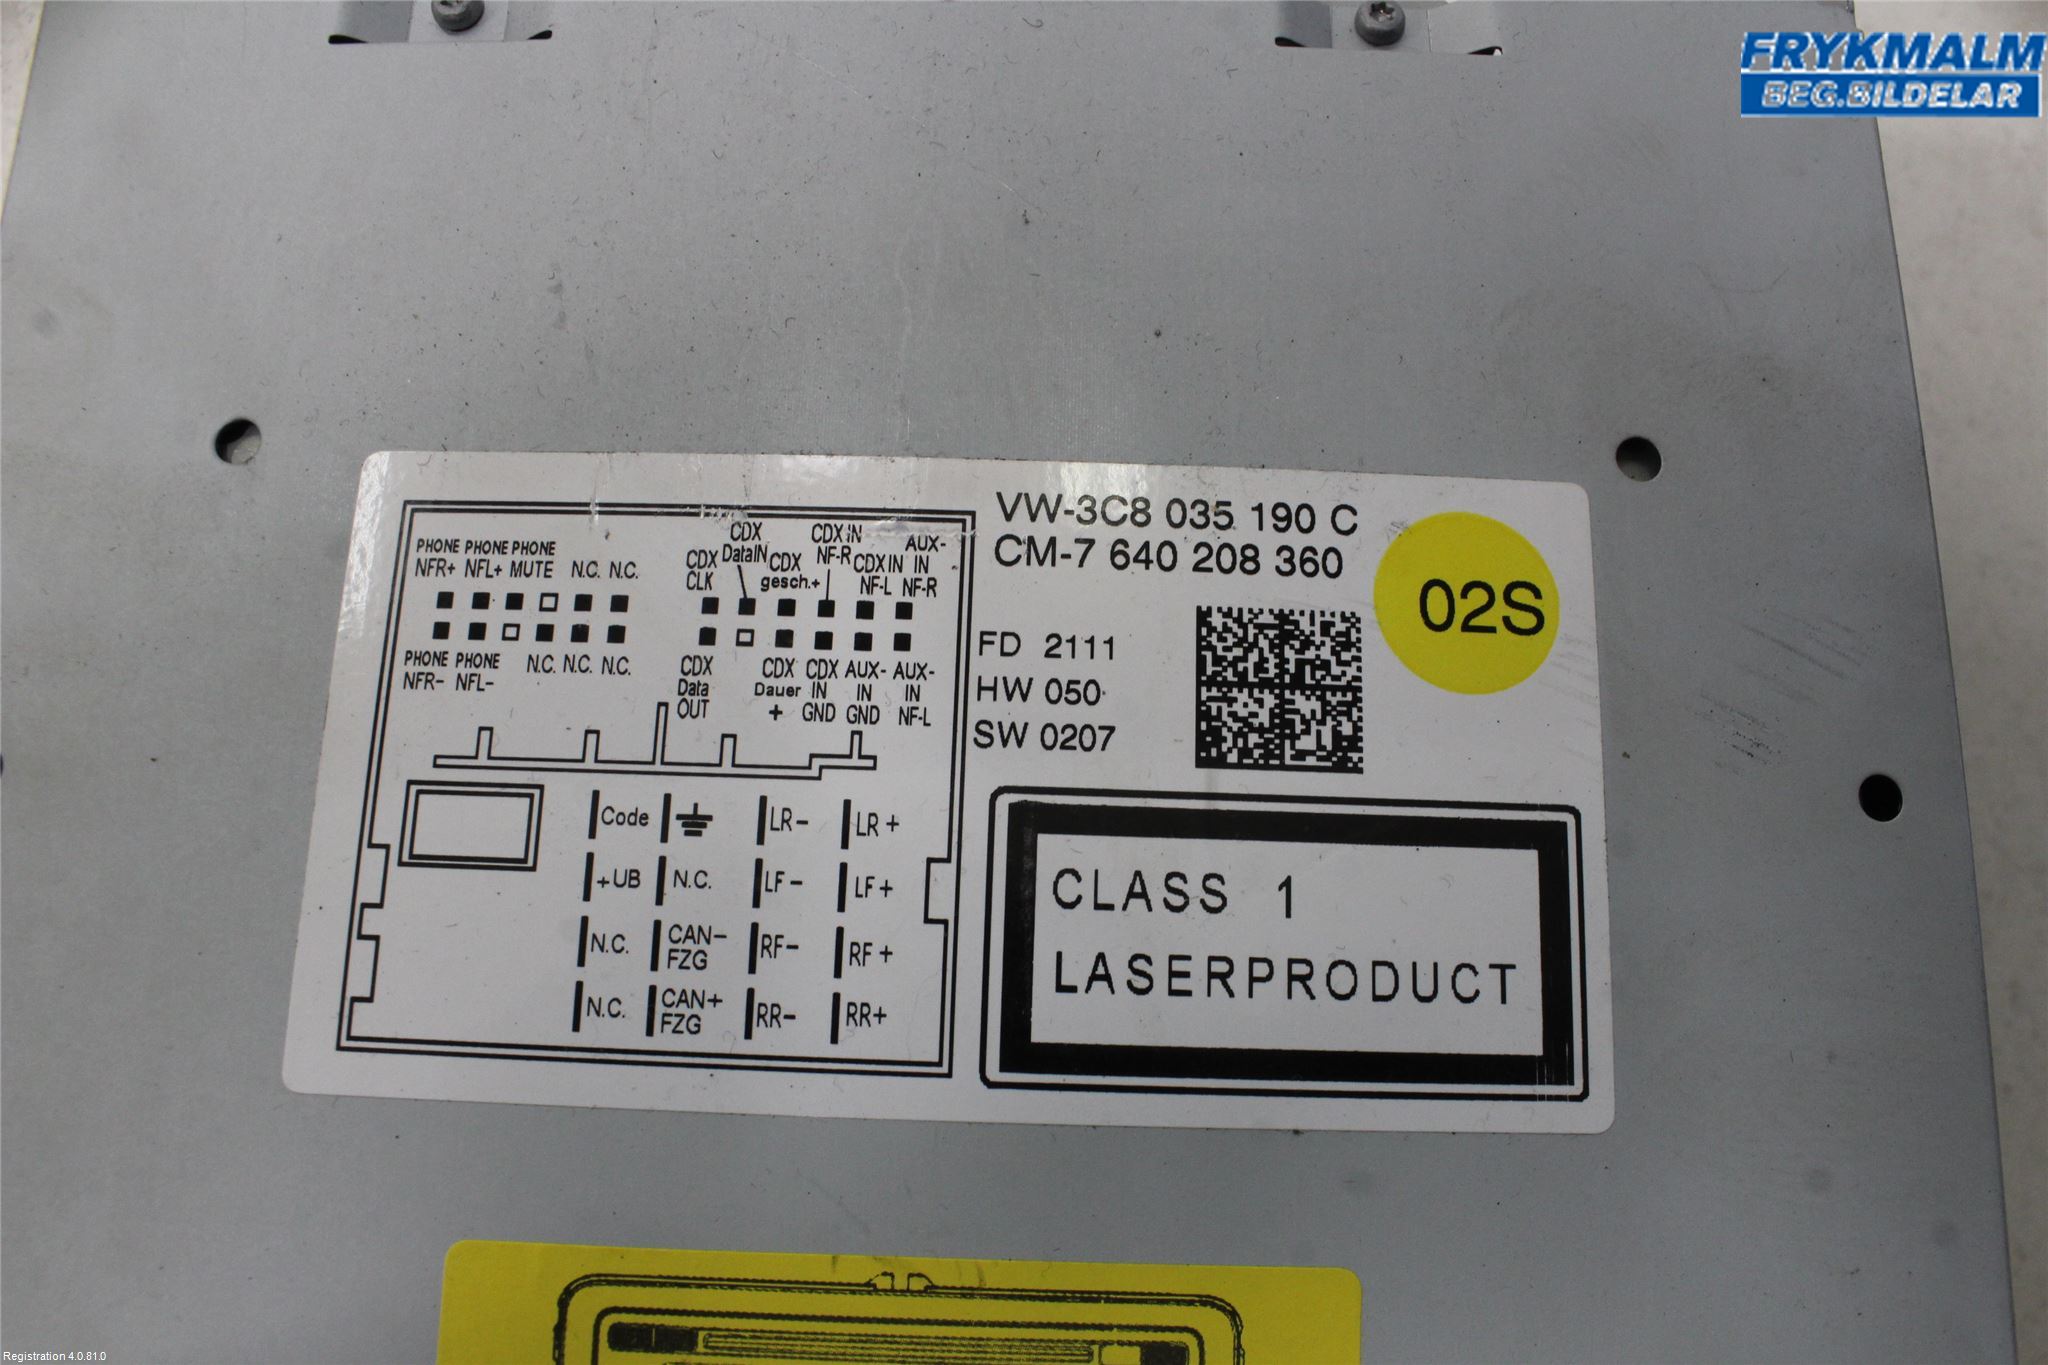 FRYKMALM
BEG.BILDELAR
VW-3C8 035 190 C
CM-7 640 208 360
02S
FD 2111
HW 050
SW 0207
CLASS 1
LASERPRODUCT
PHONE NFR+
PHONE NFL+
PHONE MUTE
N.C.
N.C.
PHONE NFR-
PHONE NFL-
N.C.
N.C.
N.C.
CDX CLK
CDX DataIN
CDX gesch.+
CDX IN NF-R
CDX IN NF-L
AUX-IN NF-R
CDX Data OUT
CDX Dauer +
CDX IN GND
AUX-IN GND
AUX-IN NF-L
Code
LR-
LR+
+UB
N.C.
LF-
LF+
N.C.
CAN- FZG
RF-
RF+
N.C.
CAN+ FZG
RR-
RR+
Registration 4.0.81.0